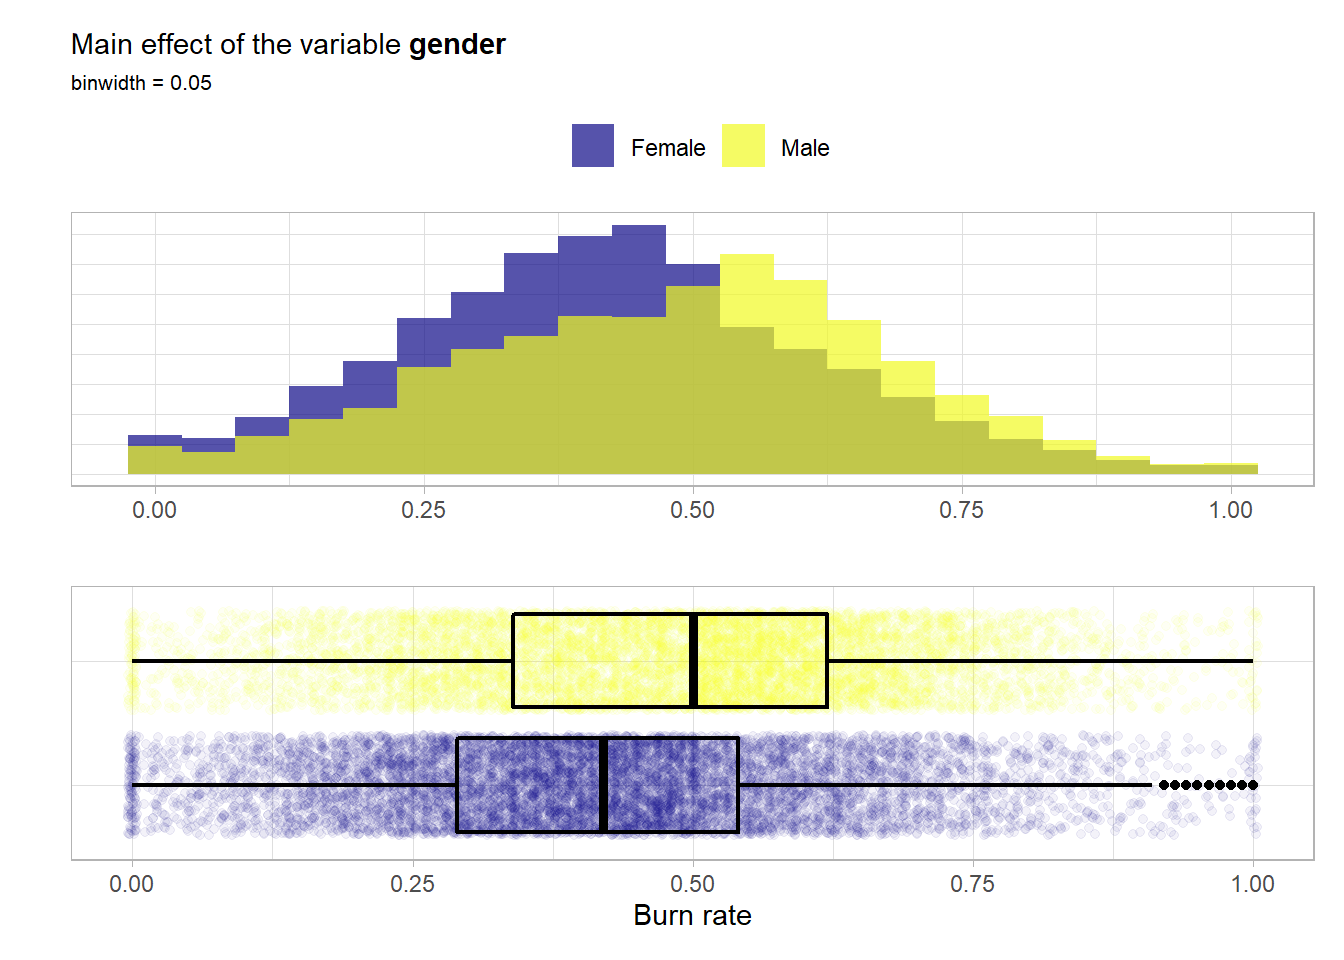 Main effect of the variable gender
binwidth = 0.05
Female Male
0.00 0.25 0.50 0.75 1.00
0.00 0.25 0.50 0.75 1.00
Burn rate